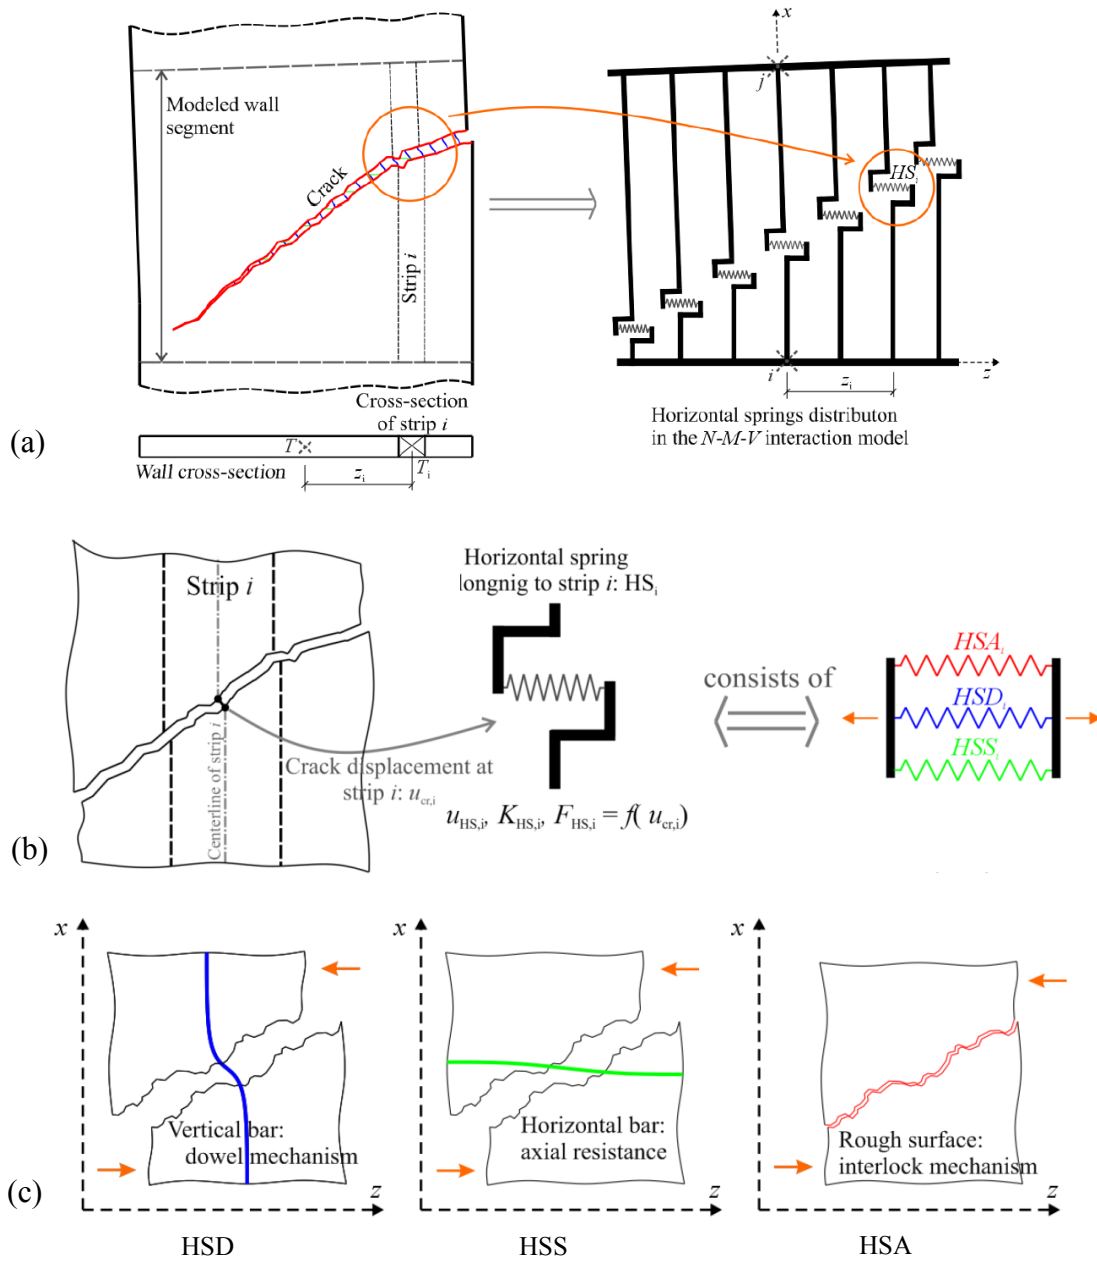 x
Modeled wall
segment
Crack
Strip i
j
HSi
i
zi
z
Cross-section
of strip i
Horizontal springs distributon
in the N-M-V interaction model
(a)
T
Ti
Wall cross-section
zi
Strip i
Centerline of strip i
Horizontal spring
longnig to strip i: HSi
consists of
HSAi
HSDi
HSSi
Crack displacement at
strip i: ucr,i
uHS,i, KHS,i, FHS,i = f( ucr,i)
(b)
x
Vertical bar:
dowel mechanism
z
x
Horizontal bar:
axial resistance
z
x
Rough surface:
interlock mechanism
z
(c)
HSD
HSS
HSA